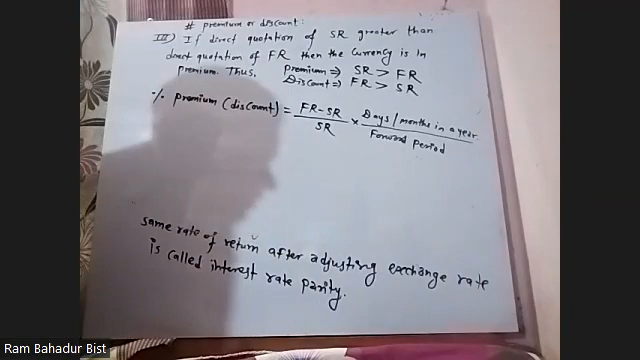 # premium or discount:
III) If direct quotation of SR greater than
direct quotation of FR then the currency is in
premium. Thus, premium ⇒ SR > FR
Discount ⇒ FR > SR
% premium (discount) = FR - SR / SR × Days / months in a year / Forward period
same rate of return after adjusting exchange rate
is called interest rate parity.
Ram Bahadur Bist